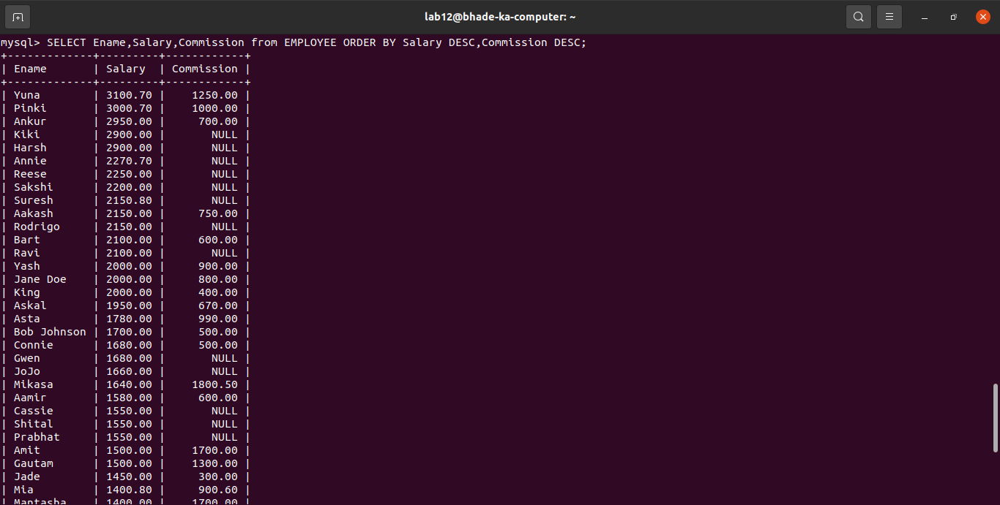 lab12@bhade-ka-computer: ~
mysql> SELECT Ename,Salary,Commission from EMPLOYEE ORDER BY Salary DESC,Commission DESC;
+-------------+---------+------------+
| Ename       | Salary  | Commission |
+-------------+---------+------------+
| Yuna        | 3100.70 |    1250.00 |
| Pinki       | 3000.70 |    1000.00 |
| Ankur       | 2950.00 |     700.00 |
| Kiki        | 2900.00 |       NULL |
| Harsh       | 2900.00 |       NULL |
| Annie       | 2270.70 |       NULL |
| Reese       | 2250.00 |       NULL |
| Sakshi      | 2200.00 |       NULL |
| Suresh      | 2150.80 |       NULL |
| Aakash      | 2150.00 |     750.00 |
| Rodrigo     | 2150.00 |       NULL |
| Bart        | 2100.00 |     600.00 |
| Ravi        | 2100.00 |       NULL |
| Yash        | 2000.00 |     900.00 |
| Jane Doe    | 2000.00 |     800.00 |
| King        | 2000.00 |     400.00 |
| Askal       | 1950.00 |     670.00 |
| Asta        | 1780.00 |     990.00 |
| Bob Johnson | 1700.00 |     500.00 |
| Connie      | 1680.00 |     500.00 |
| Gwen        | 1680.00 |       NULL |
| JoJo        | 1660.00 |       NULL |
| Mikasa      | 1640.00 |    1800.50 |
| Aamir       | 1580.00 |     600.00 |
| Cassie      | 1550.00 |       NULL |
| Shital      | 1550.00 |       NULL |
| Prabhat     | 1550.00 |       NULL |
| Amit        | 1500.00 |    1700.00 |
| Gautam      | 1500.00 |    1300.00 |
| Jade        | 1450.00 |     300.00 |
| Mia         | 1400.80 |     900.60 |
| Mantasha    | 1400.00 |    1700.00 |